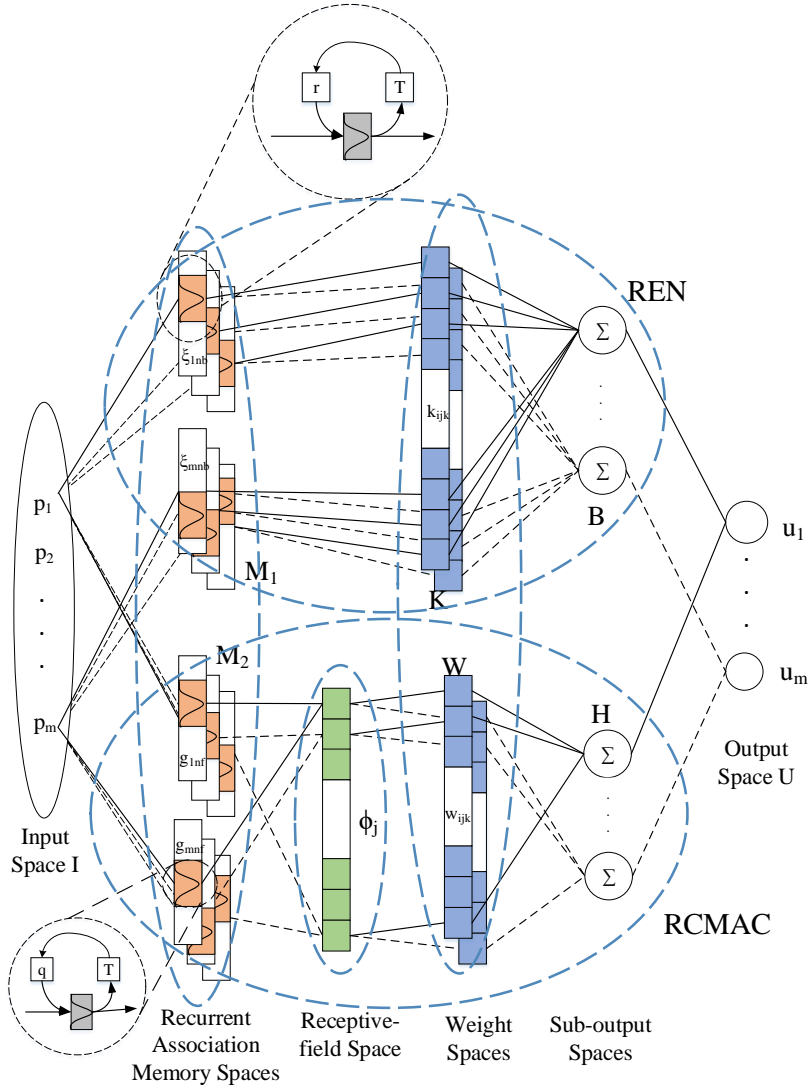 r
T
REN
ξ1nb
kijk
Σ
.
.
.
ξmnb
Σ
p1
B
u1
p2
.
.
.
M1
.
.
.
K
M2
W
um
pm
H
g1nf
Σ
Output
Space U
ϕj
wijk
.
.
.
Input
Space I
gmnf
Σ
RCMAC
q
T
Recurrent
Association
Memory Spaces
Receptive-
field Space
Weight
Spaces
Sub-output
Spaces